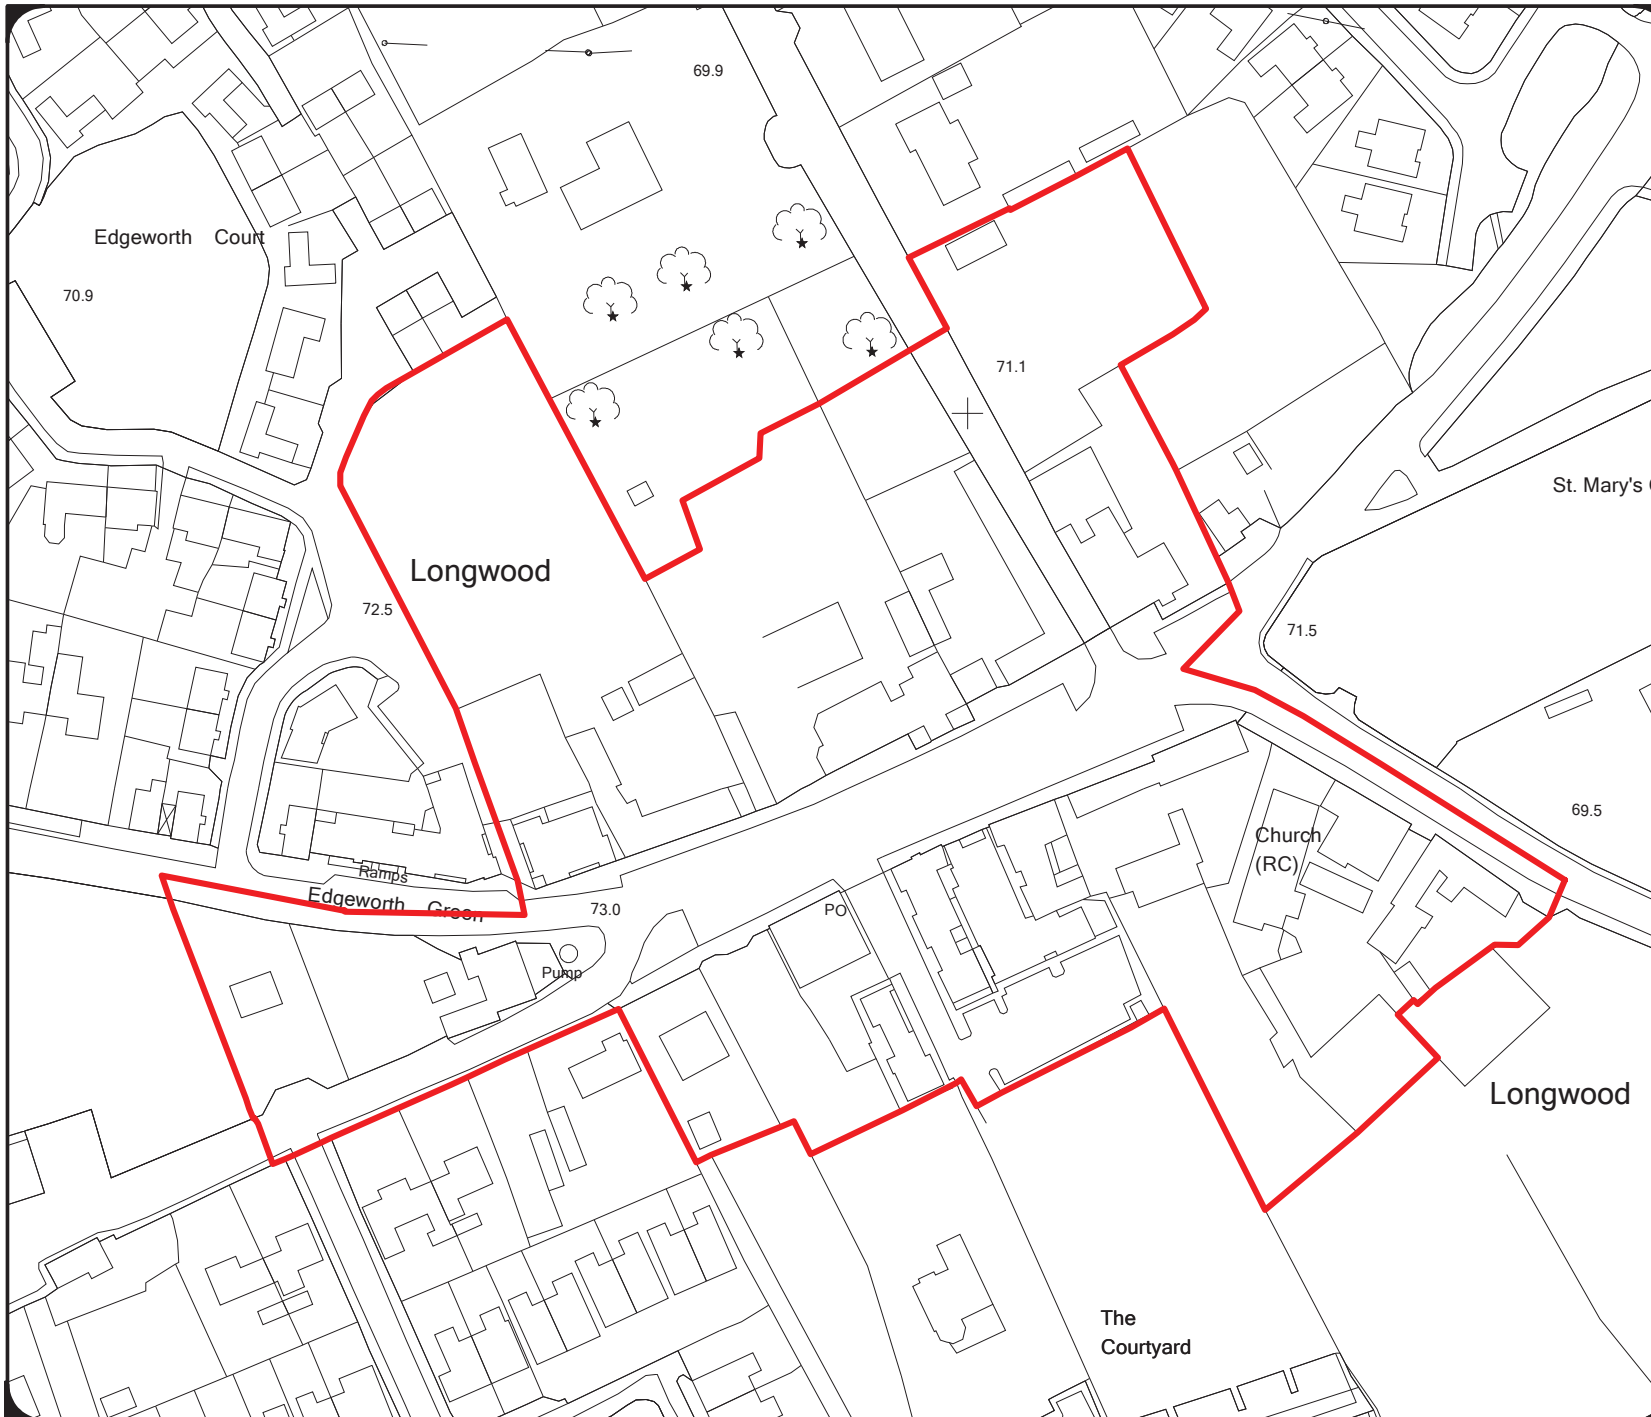 69.9
Edgeworth Court
70.9
71.1
St. Mary's
Longwood
72.5
71.5
69.5
Church
(RC)
Ramps
Edgeworth Green
73.0
PO
Pump
Longwood
The
Courtyard